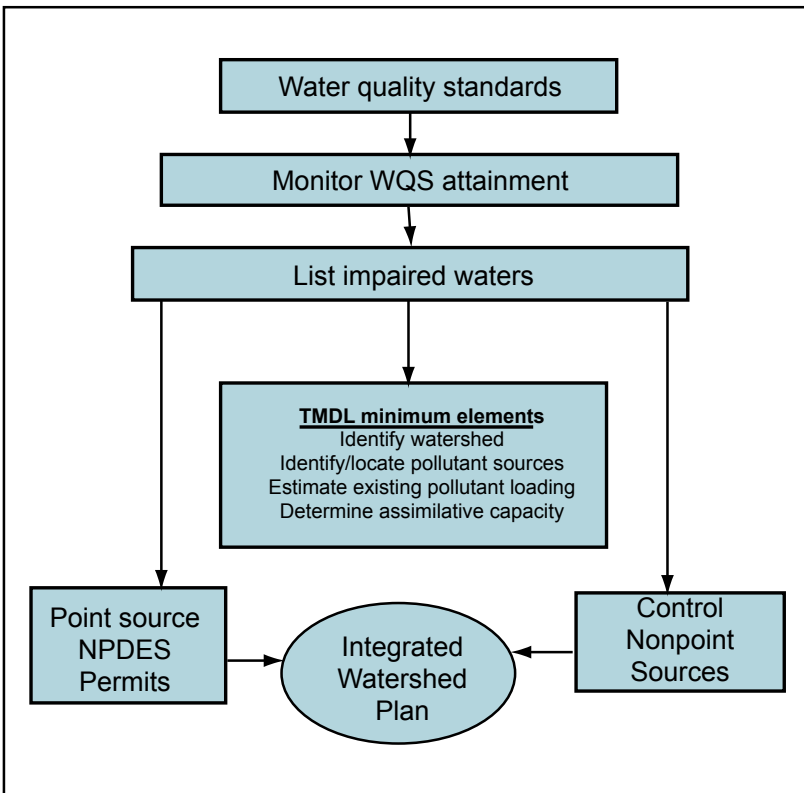 Water quality standards
Monitor WQS attainment
List impaired waters
TMDL minimum elements
Identify watershed
Identify/locate pollutant sources
Estimate existing pollutant loading
Determine assimilative capacity
Point source
NPDES
Permits
Integrated
Watershed
Plan
Control
Nonpoint
Sources